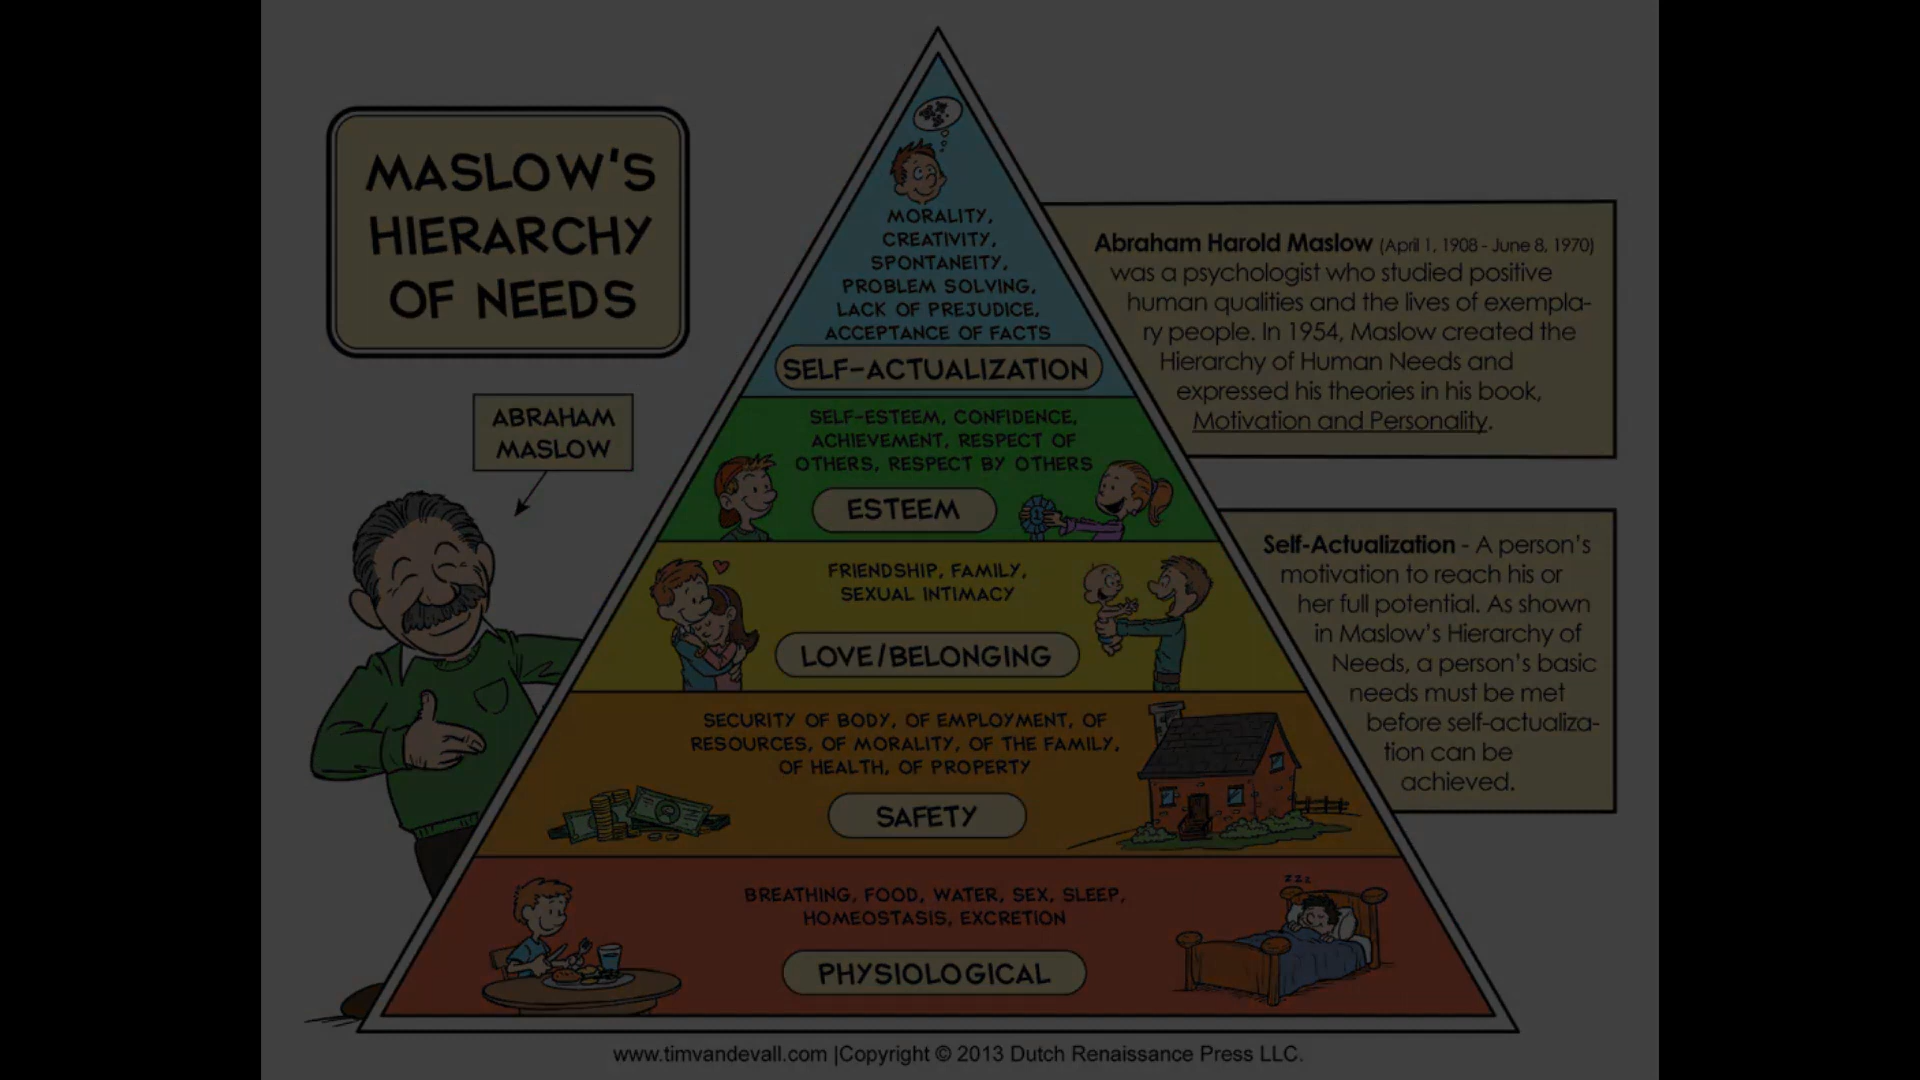 MASLOW'S
HIERARCHY
OF NEEDS
ABRAHAM
MASLOW
MORALITY,
CREATIVITY,
SPONTANEITY,
PROBLEM SOLVING,
LACK OF PREJUDICE,
ACCEPTANCE OF FACTS
SELF-ACTUALIZATION
SELF-ESTEEM, CONFIDENCE,
ACHIEVEMENT, RESPECT OF
OTHERS, RESPECT BY OTHERS
ESTEEM
1
FRIENDSHIP, FAMILY,
SEXUAL INTIMACY
LOVE/BELONGING
SECURITY OF BODY, OF EMPLOYMENT, OF
RESOURCES, OF MORALITY, OF THE FAMILY,
OF HEALTH, OF PROPERTY
SAFETY
BREATHING, FOOD, WATER, SEX, SLEEP,
HOMEOSTASIS, EXCRETION
PHYSIOLOGICAL
ZZZ
Abraham Harold Maslow (April 1, 1908 - June 8, 1970)
was a psychologist who studied positive
human qualities and the lives of exempla-
ry people. In 1954, Maslow created the
Hierarchy of Human Needs and
expressed his theories in his book,
Motivation and Personality.
Self-Actualization - A person's
motivation to reach his or
her full potential. As shown
in Maslow's Hierarchy of
Needs, a person's basic
needs must be met
before self-actualiza-
tion can be
achieved.
www.timvandevall.com |Copyright © 2013 Dutch Renaissance Press LLC.